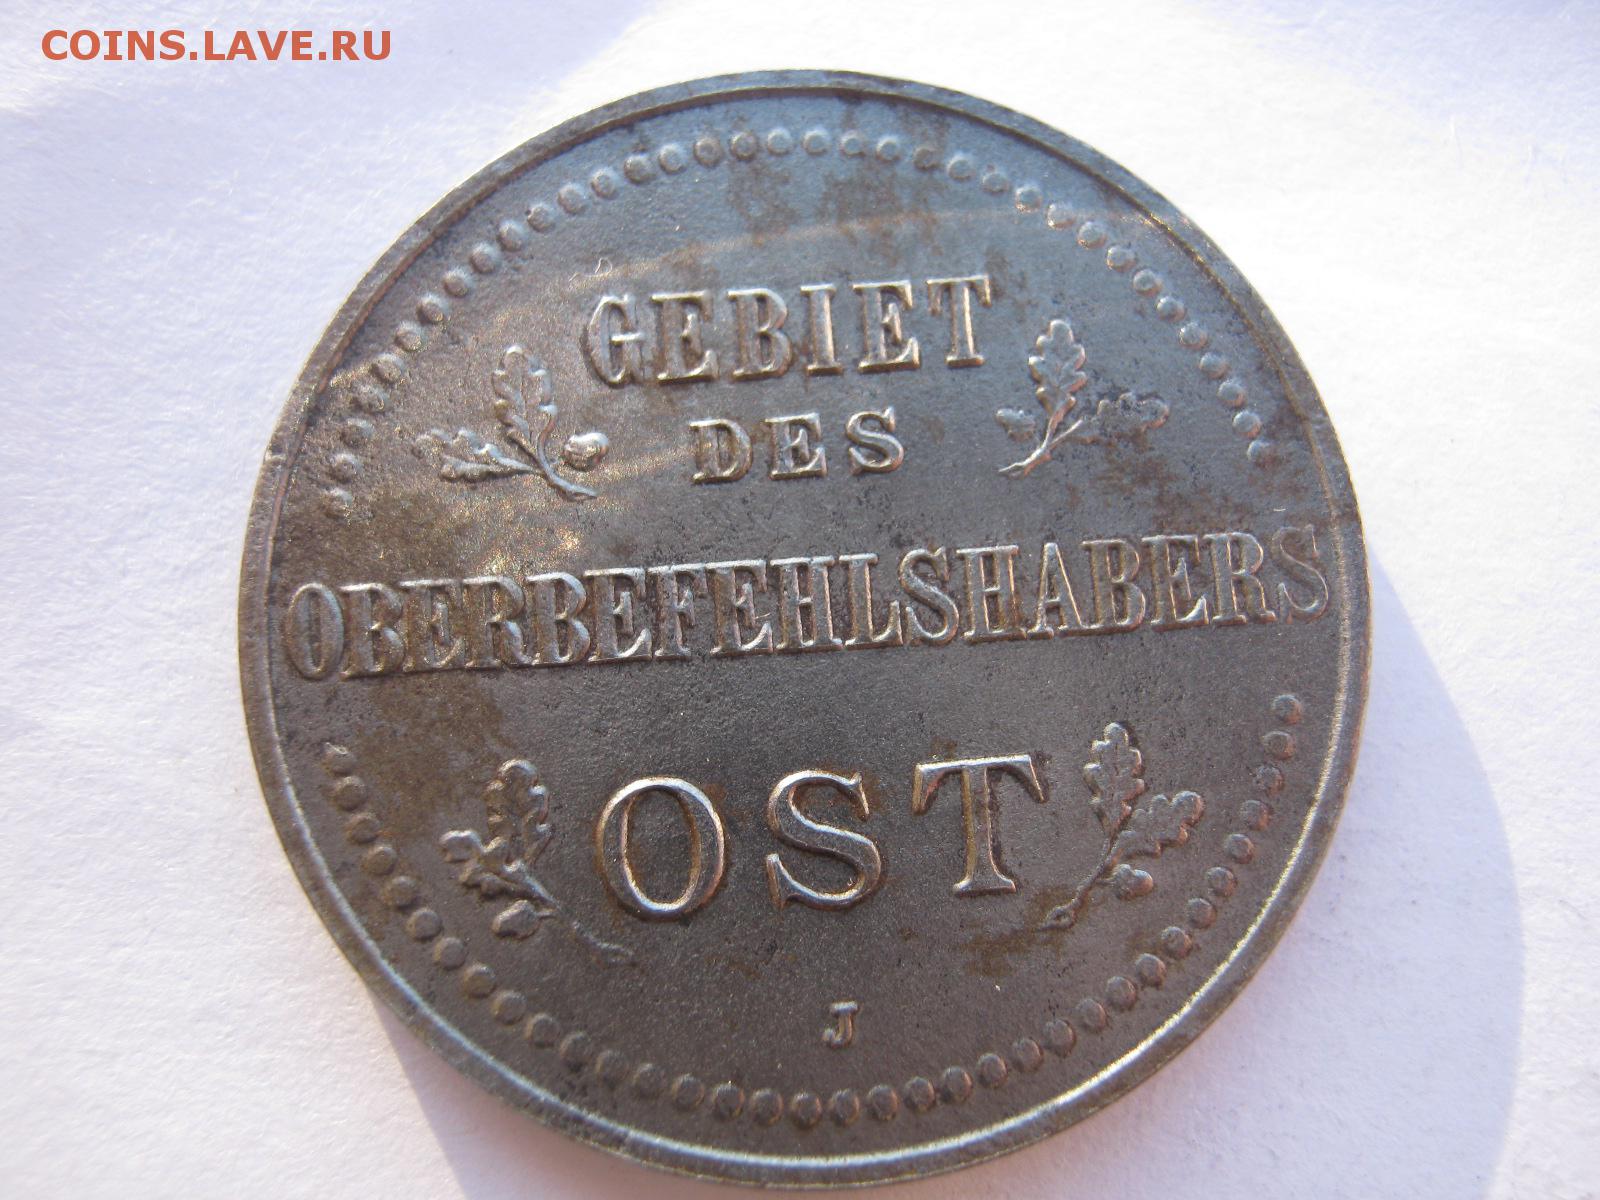 COINS.LAVE.RU
GEBIET
DES
OBERBEFEHLSHABERS
OST
J